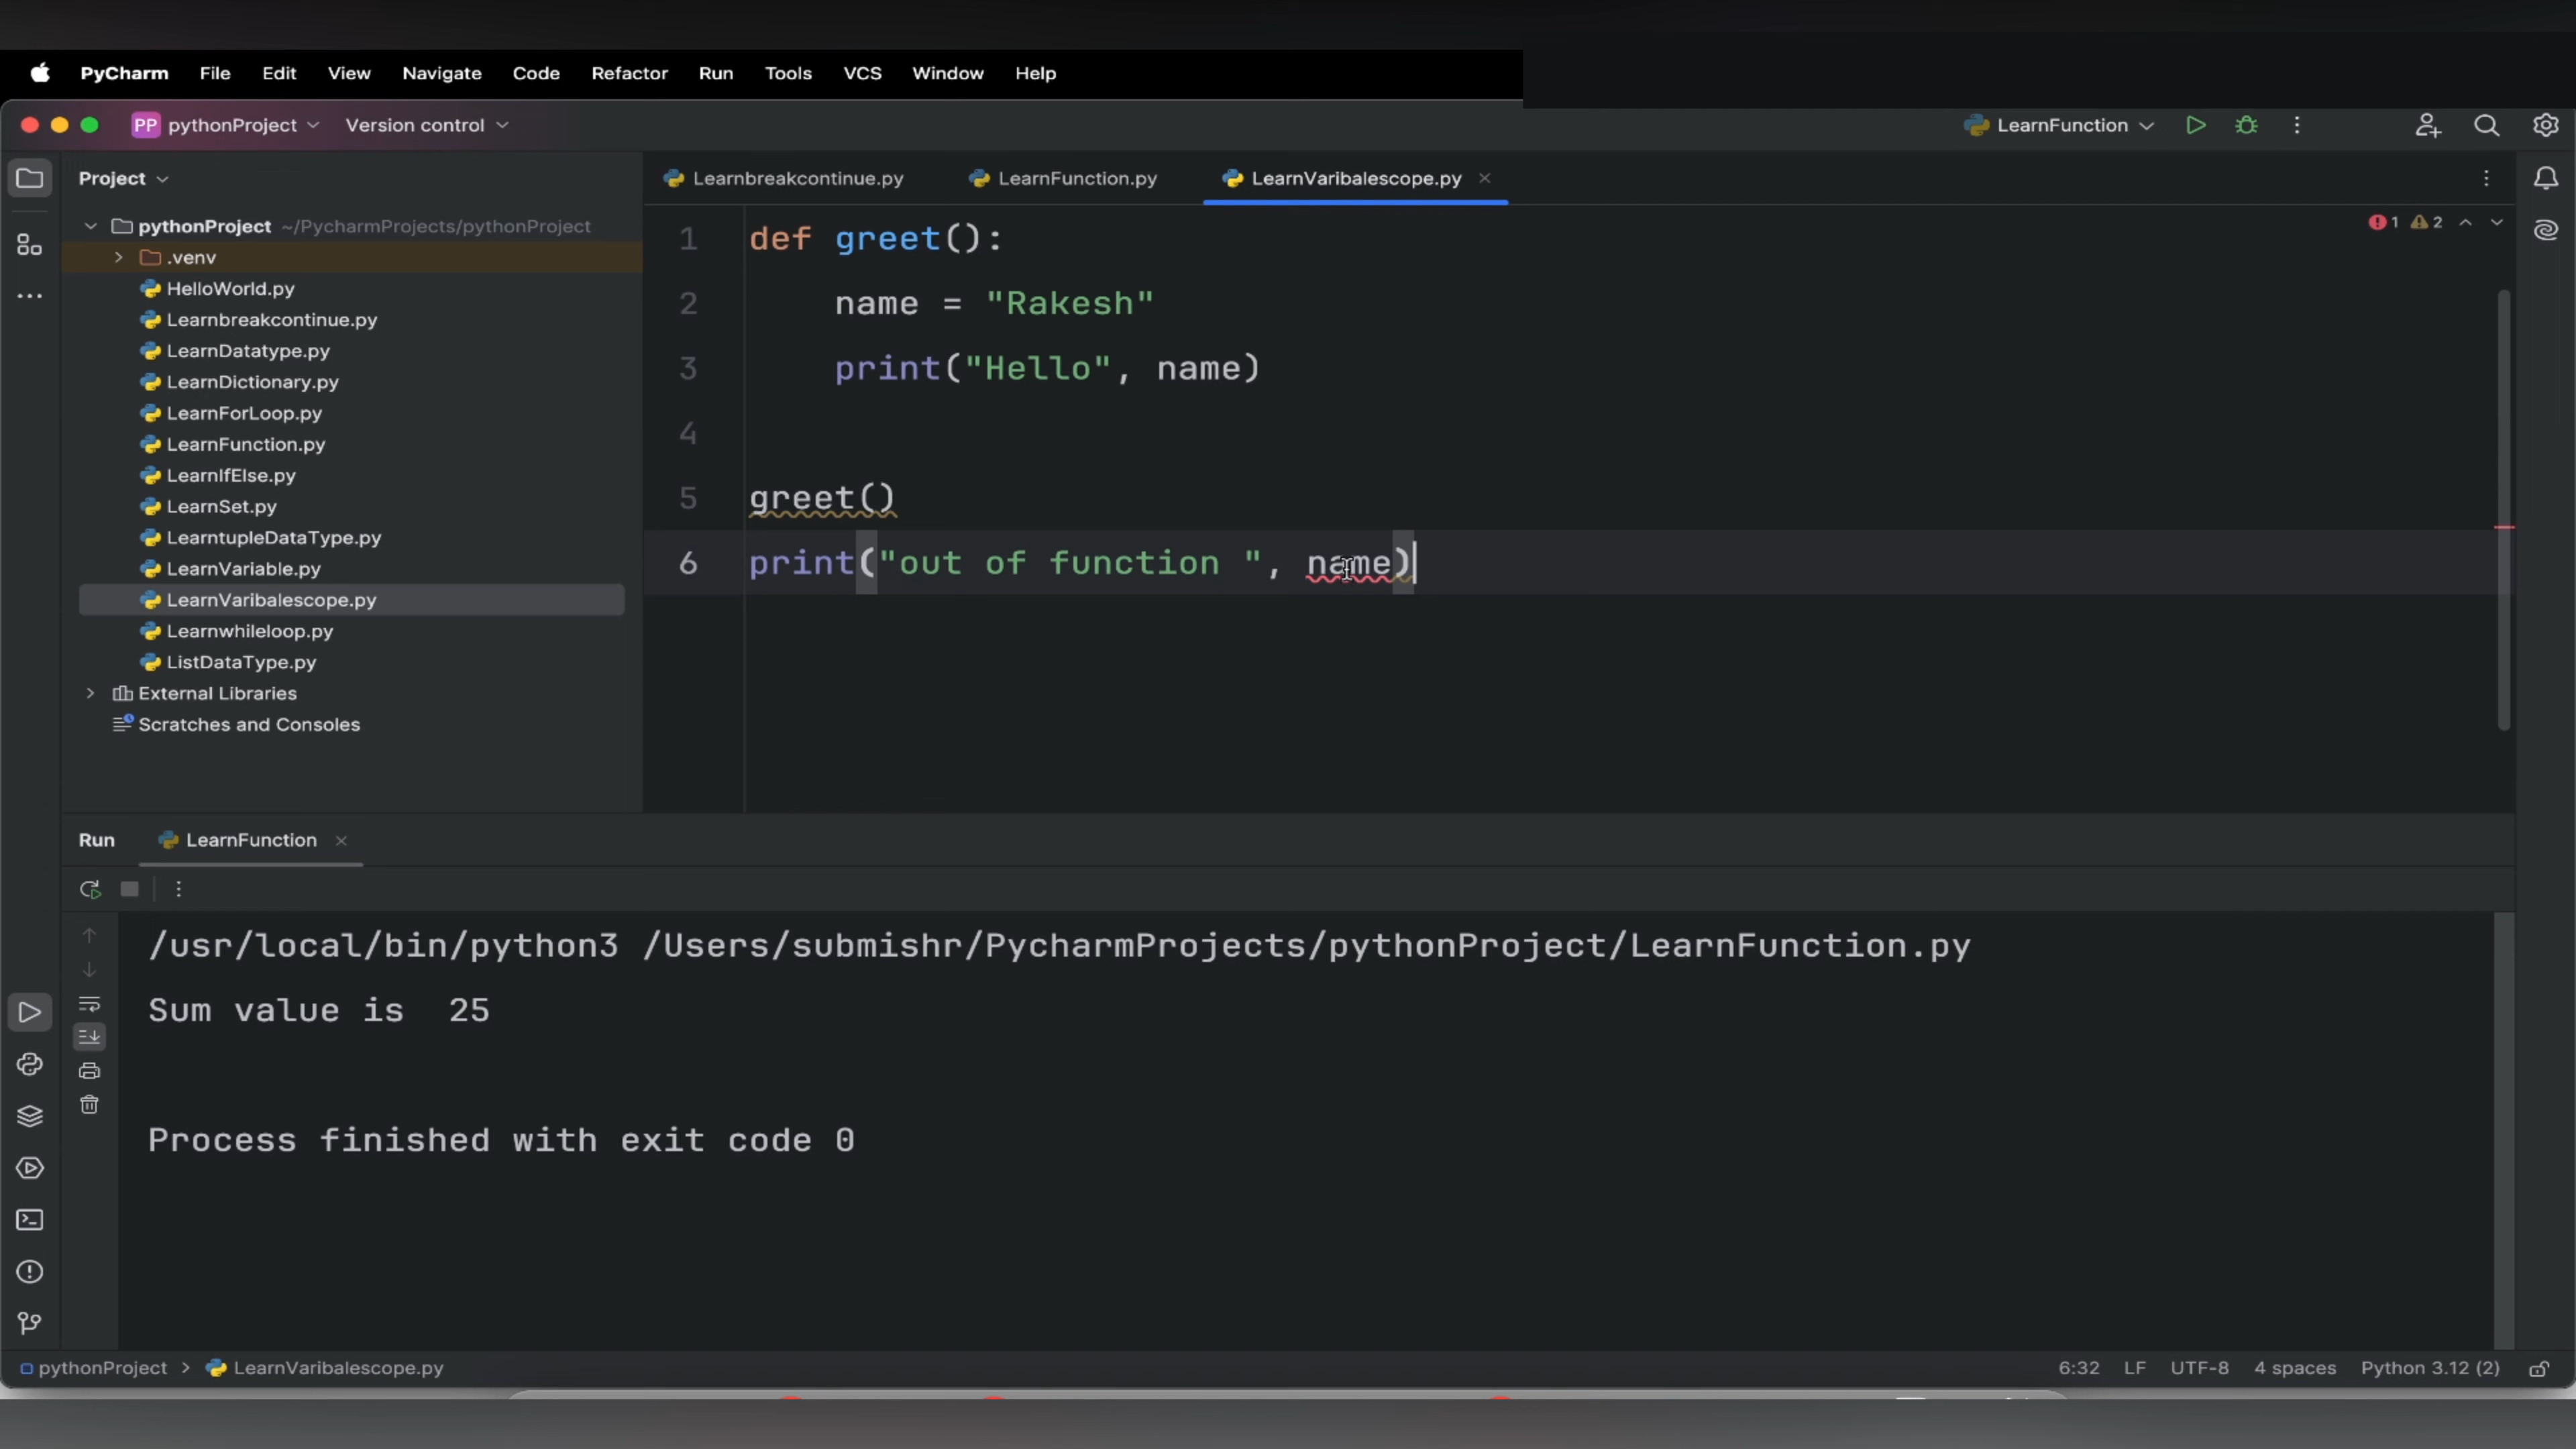 PyCharm File Edit View Navigate Code Refactor Run Tools VCS Window Help
PP pythonProject Version control LearnFunction
Project
Learnbreakcontinue.py LearnFunction.py LearnVaribalescope.py
pythonProject ~/PycharmProjects/pythonProject
.venv
HelloWorld.py
Learnbreakcontinue.py
LearnDatatype.py
LearnDictionary.py
LearnForLoop.py
LearnFunction.py
LearnIfElse.py
LearnSet.py
LearntupleDataType.py
LearnVariable.py
LearnVaribalescope.py
Learnwhileloop.py
ListDataType.py
External Libraries
Scratches and Consoles
1 2
1 def greet():
2 name = "Rakesh"
3 print("Hello", name)
4
5 greet()
6 print("out of function ", name)
Run LearnFunction
/usr/local/bin/python3 /Users/submishr/PycharmProjects/pythonProject/LearnFunction.py
Sum value is  25
Process finished with exit code 0
pythonProject > LearnVaribalescope.py 6:32 LF UTF-8 4 spaces Python 3.12 (2)